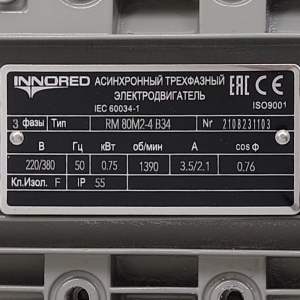 INNORED АСИНХРОННЫЙ ТРЕХФАЗНЫЙ EAC CE
ЭЛЕКТРОДВИГАТЕЛЬ
IEC 60034-1 ISO9001
3 фазы Тип RM 80M2-4 B34 Nr 2108231103
В Гц кВт об/мин А cos Ф
220/380 50 0.75 1390 3.5/2.1 0.76
Кл.Изол. F IP 55